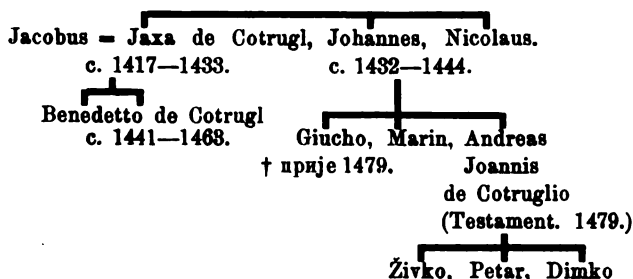 Jacobus = Jaxa de Cotrugl, Johannes, Nicolaus.
c. 1417—1433. c. 1432—1444.
Benedetto de Cotrugl
c. 1441—1463.
Giucho, Marin, Andreas
† прије 1479. Joannis
de Cotruglio
(Testament. 1479.)
Živko, Petar, Dimko